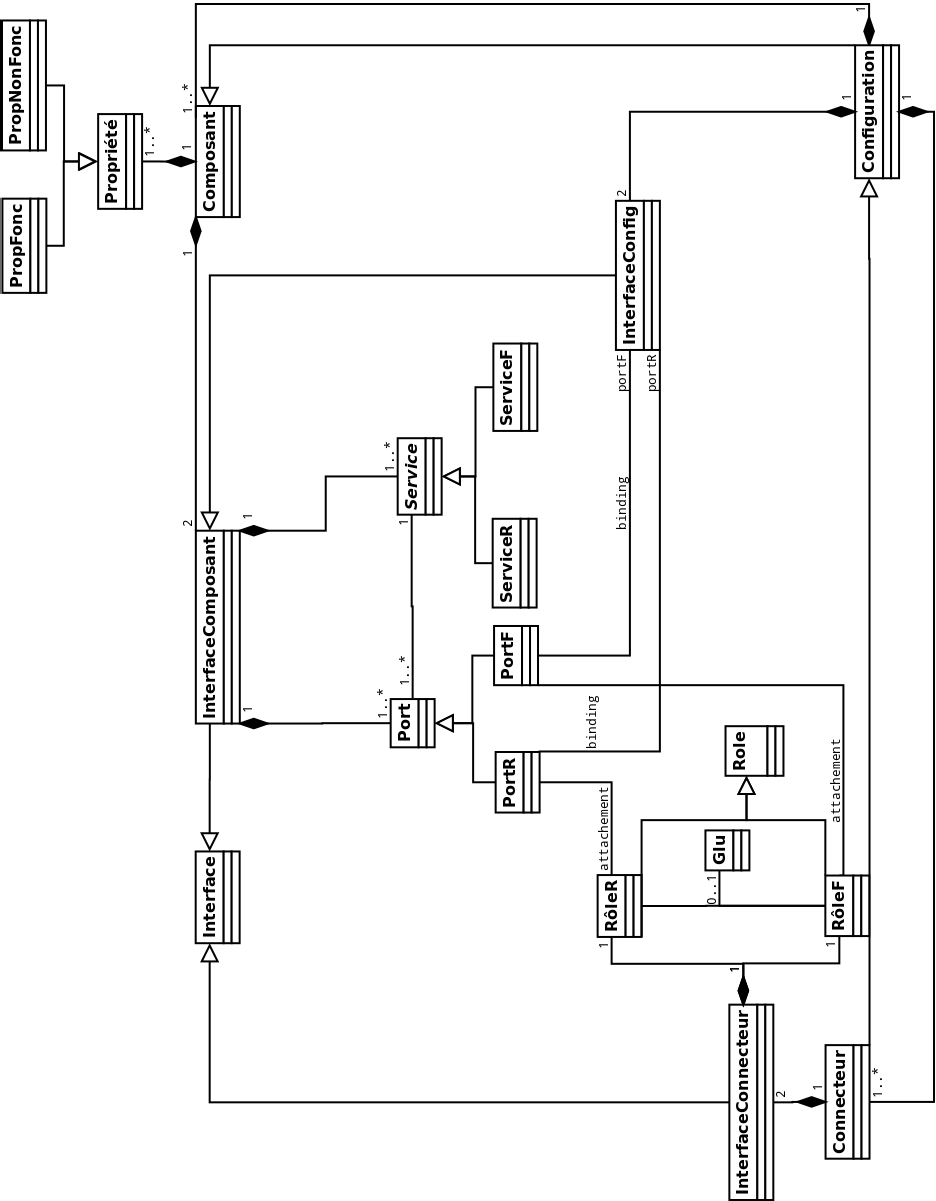 PropFonc
PropNonFonc
Propriété
1..*
2
1
1
1..*
Interface
InterfaceComposant
Composant
1
1
1..*
1..*
Port
1..*
1
Service
PortR
PortF
ServiceR
ServiceF
binding
1
attachement
RôleR
binding
portF
2
InterfaceConfig
portR
0..1
Glu
1
Role
InterfaceConnecteur
2
1
1
attachement
Connecteur
RôleF
1
1
Configuration
1..*
1